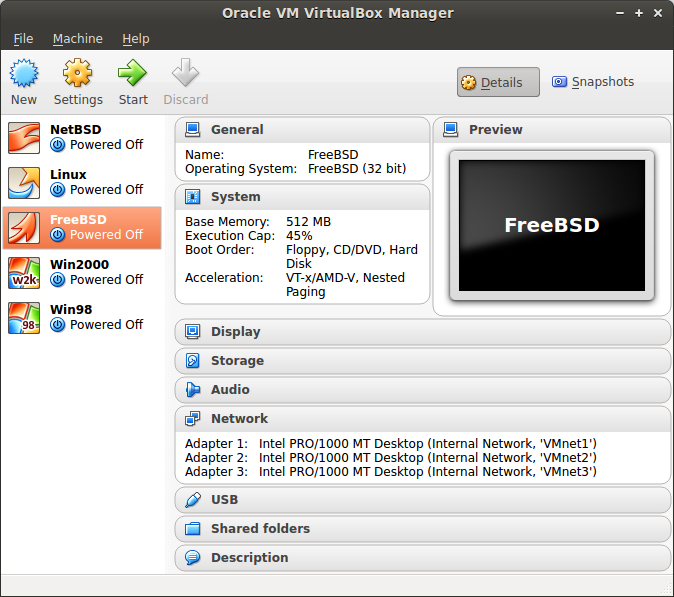 Oracle VM VirtualBox Manager
File Machine Help
New Settings Start Discard Details Snapshots
NetBSD
Powered Off
Linux
Powered Off
FreeBSD
Powered Off
w2k
Win2000
Powered Off
98
Win98
Powered Off
General
Name: FreeBSD
Operating System: FreeBSD (32 bit)
System
Base Memory: 512 MB
Execution Cap: 45%
Boot Order: Floppy, CD/DVD, Hard
Disk
Acceleration: VT-x/AMD-V, Nested
Paging
Preview
FreeBSD
Display
Storage
Audio
Network
Adapter 1: Intel PRO/1000 MT Desktop (Internal Network, 'VMnet1')
Adapter 2: Intel PRO/1000 MT Desktop (Internal Network, 'VMnet2')
Adapter 3: Intel PRO/1000 MT Desktop (Internal Network, 'VMnet3')
USB
Shared folders
Description